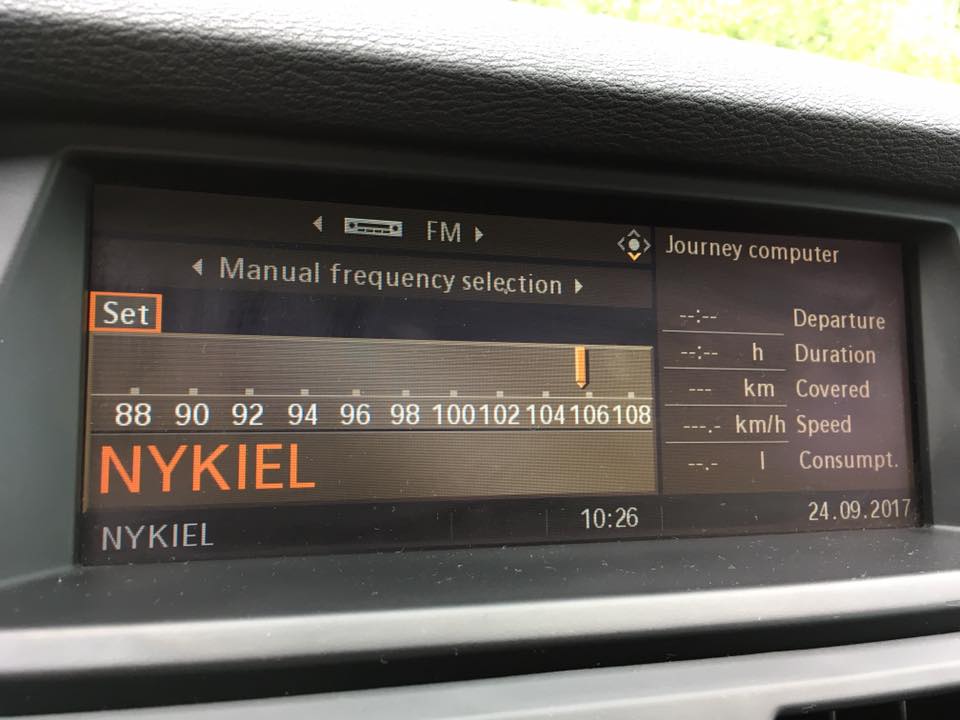 FM
Manual frequency selection
Set
88 90 92 94 96 98 100 102 104 106 108
NYKIEL
NYKIEL
10:26
Journey computer
--:-- Departure
--:-- h Duration
--- km Covered
---.- km/h Speed
--.- l Consumpt.
24.09.2017